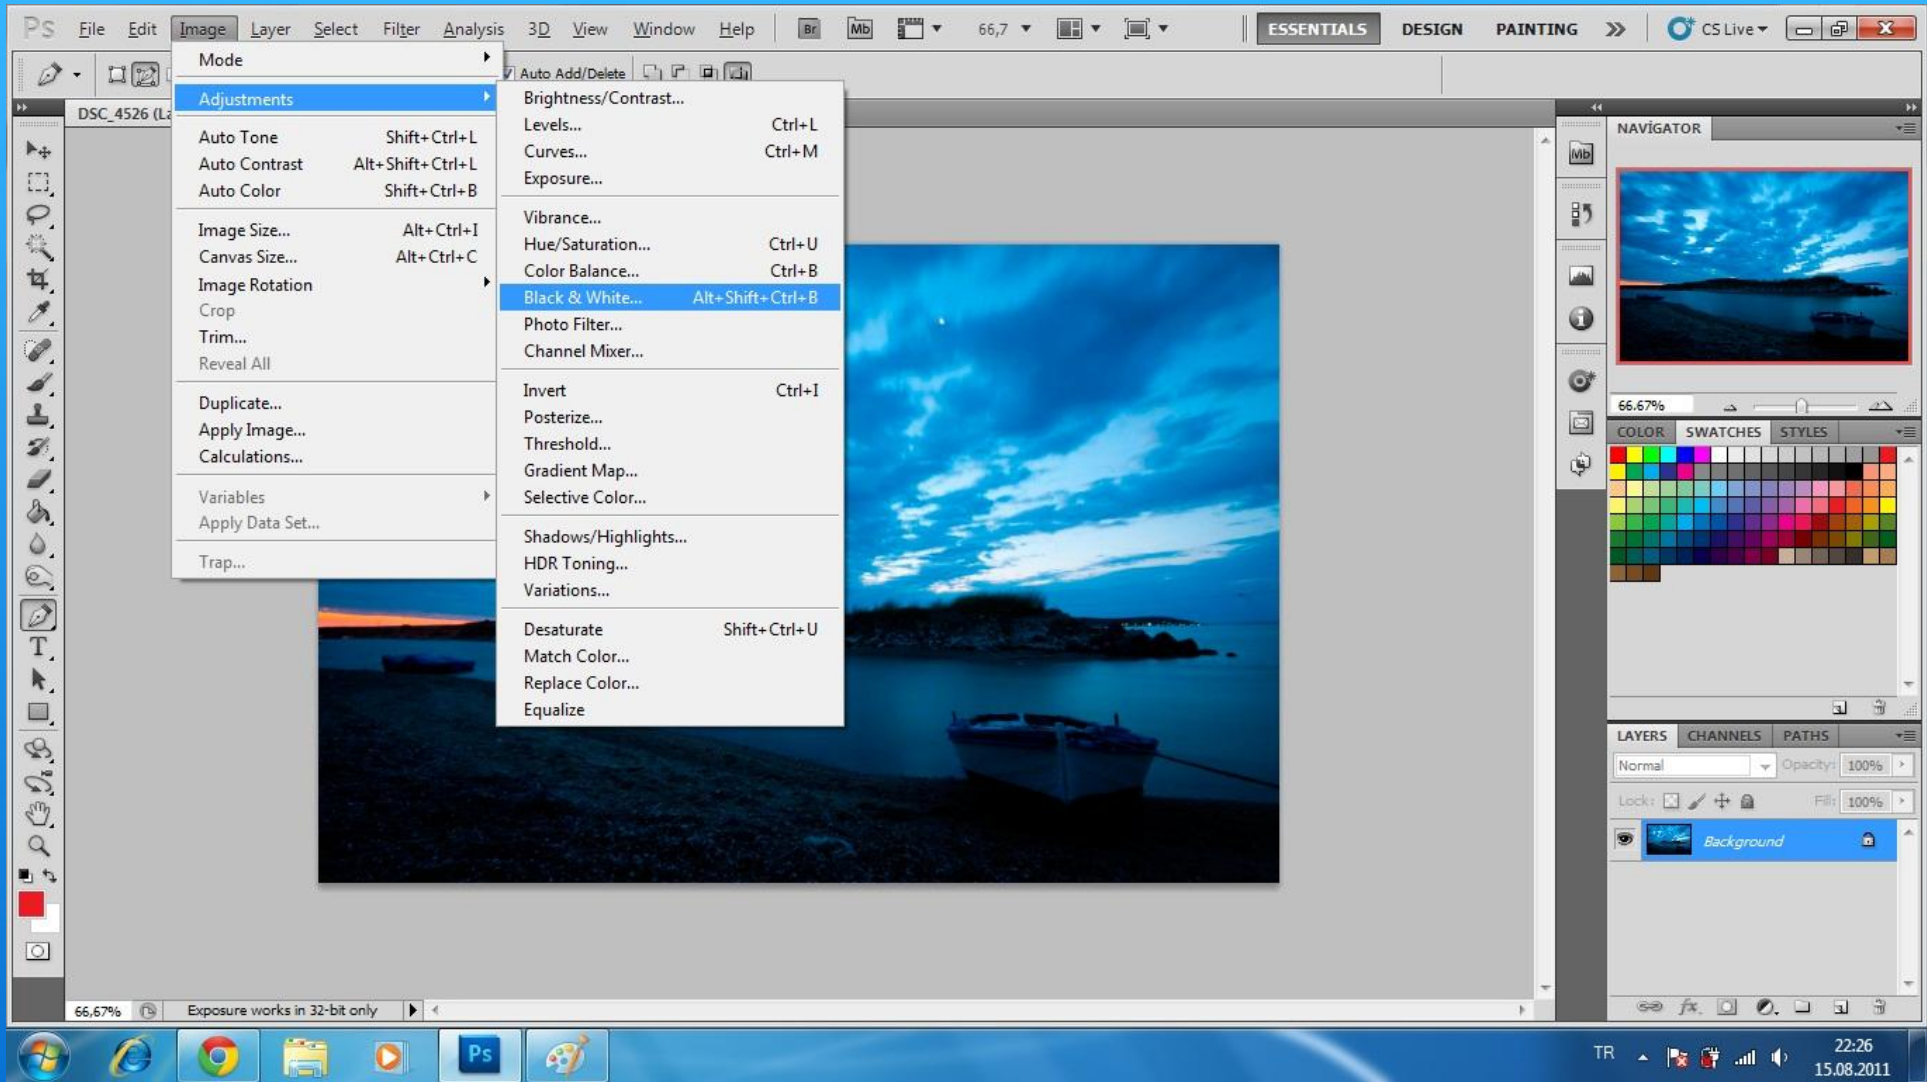 Ps File Edit Image Layer Select Filter Analysis 3D View Window Help Br Mb 66,7 ESSENTIALS DESIGN PAINTING CS Live
Auto Add/Delete
DSC_4526
Mode
Adjustments
Auto Tone Shift+Ctrl+L
Auto Contrast Alt+Shift+Ctrl+L
Auto Color Shift+Ctrl+B
Image Size... Alt+Ctrl+I
Canvas Size... Alt+Ctrl+C
Image Rotation
Crop
Trim...
Reveal All
Duplicate...
Apply Image...
Calculations...
Variables
Apply Data Set...
Trap...
Brightness/Contrast...
Levels... Ctrl+L
Curves... Ctrl+M
Exposure...
Vibrance...
Hue/Saturation... Ctrl+U
Color Balance... Ctrl+B
Black & White... Alt+Shift+Ctrl+B
Photo Filter...
Channel Mixer...
Invert Ctrl+I
Posterize...
Threshold...
Gradient Map...
Selective Color...
Shadows/Highlights...
HDR Toning...
Variations...
Desaturate Shift+Ctrl+U
Match Color...
Replace Color...
Equalize
Mb
NAVİGATOR
66.67%
COLOR SWATCHES STYLES
LAYERS CHANNELS PATHS
Normal Opacity: 100%
Lock: Fill: 100%
Background
66,67% Exposure works in 32-bit only
Ps
TR
22:26
15.08.2011